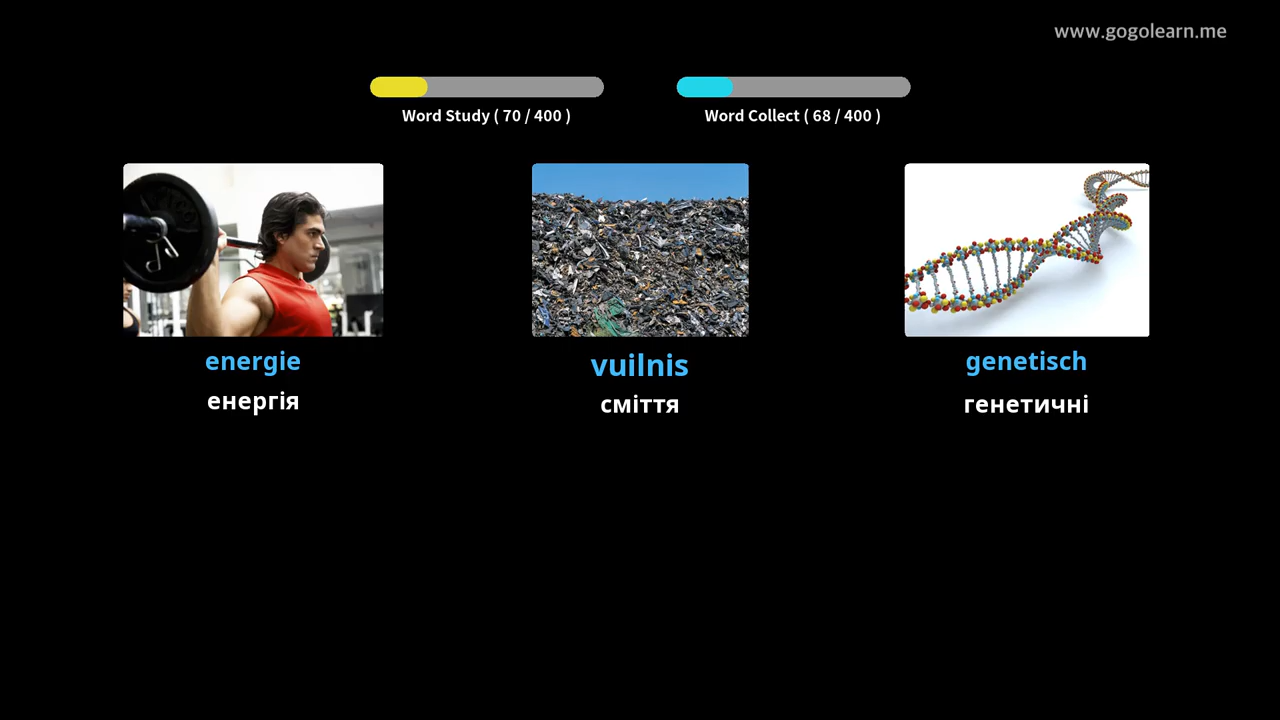 www.gogolearn.me
Word Study ( 70 / 400 )
Word Collect ( 68 / 400 )
energie
vuilnis
genetisch
енергія
сміття
генетичні